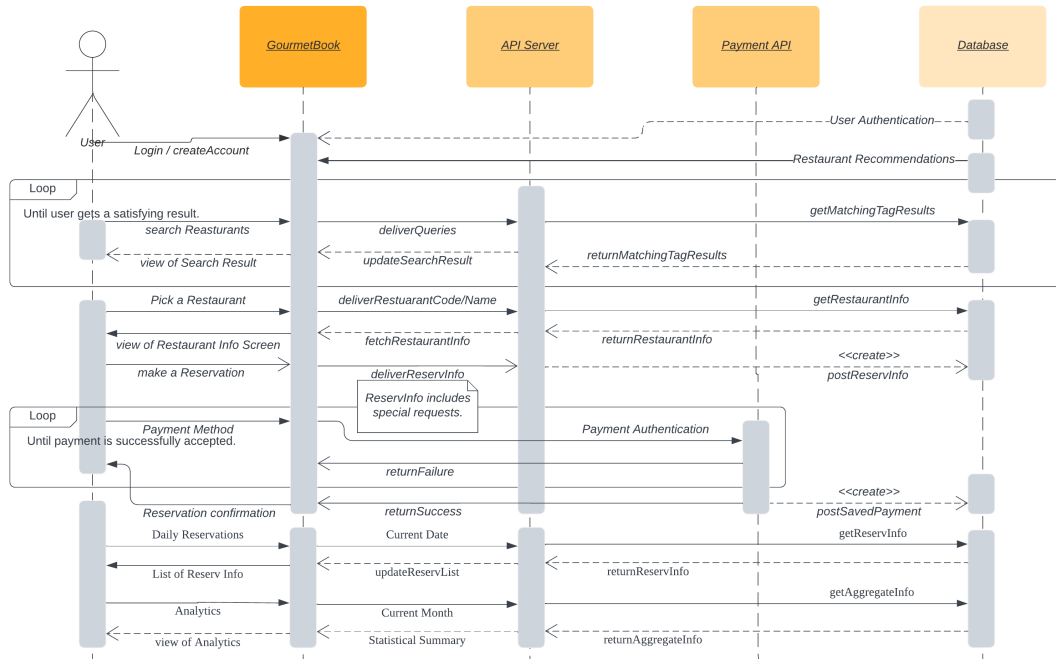 GourmetBook
API Server
Payment API
Database
User
User Authentication
Login / createAccount
Restaurant Recommendations
Loop
Until user gets a satisfying result.
search Reasturants
deliverQueries
getMatchingTagResults
view of Search Result
updateSearchResult
returnMatchingTagResults
Pick a Restaurant
deliverRestuarantCode/Name
getRestaurantInfo
view of Restaurant Info Screen
fetchRestaurantInfo
returnRestaurantInfo
make a Reservation
deliverReservInfo
<<create>>
postReservInfo
ReservInfo includes
special requests.
Loop
Payment Method
Until payment is successfully accepted.
Payment Authentication
returnFailure
Reservation confirmation
returnSuccess
<<create>>
postSavedPayment
Daily Reservations
Current Date
getReservInfo
List of Reserv Info
updateReservList
returnReservInfo
Analytics
Current Month
getAggregateInfo
view of Analytics
Statistical Summary
returnAggregateInfo